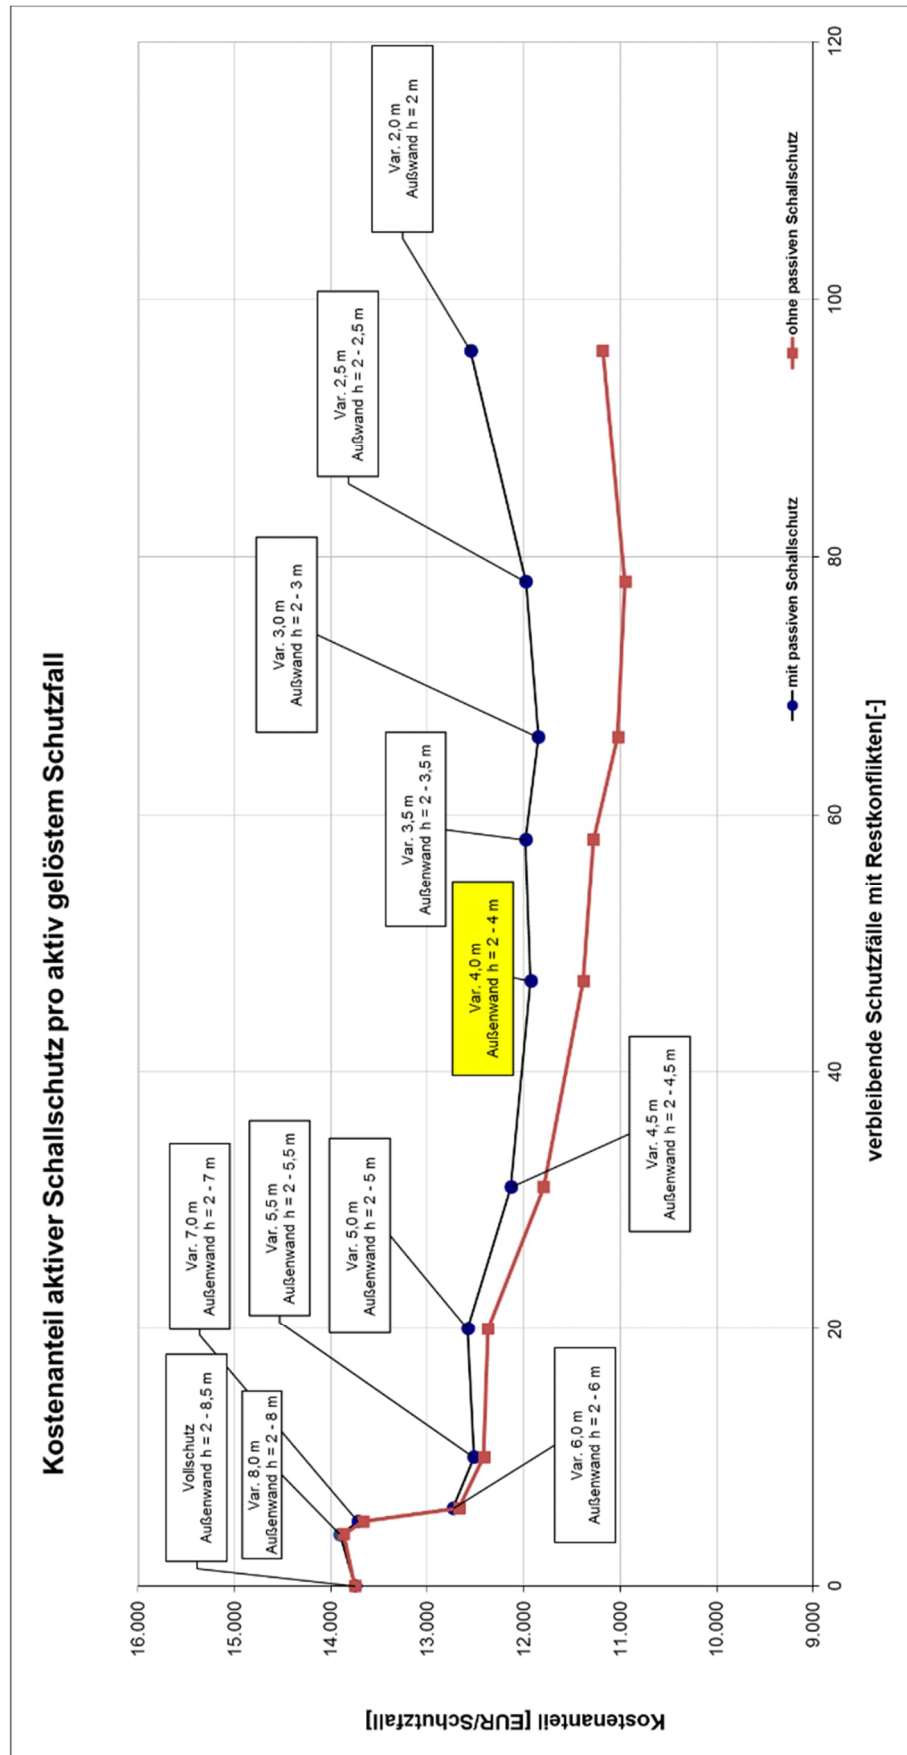 Kostenanteil aktiver Schallschutz pro aktiv gelöstem Schutzfall
Kostenanteil [EUR/Schutzfall]
16.000
15.000
14.000
13.000
12.000
11.000
10.000
9.000
Vollschutz
Außenwand h = 2 - 8,5 m
Var. 8,0 m
Außenwand h = 2 - 8 m
Var. 7,0 m
Außenwand h = 2 - 7 m
Var. 5,5 m
Außenwand h = 2 - 5,5 m
Var. 5,0 m
Außenwand h = 2 - 5 m
Var. 6,0 m
Außenwand h = 2 - 6 m
Var. 4,5 m
Außenwand h = 2 - 4,5 m
Var. 4,0 m
Außenwand h = 2 - 4 m
Var. 3,5 m
Außenwand h = 2 - 3,5 m
Var. 3,0 m
Außwand h = 2 - 3 m
Var. 2,5 m
Außwand h = 2 - 2,5 m
Var. 2,0 m
Außwand h = 2 m
mit passiven Schallschutz
ohne passiven Schallschutz
0
20
40
60
80
100
120
verbleibende Schutzfälle mit Restkonflikten[-]